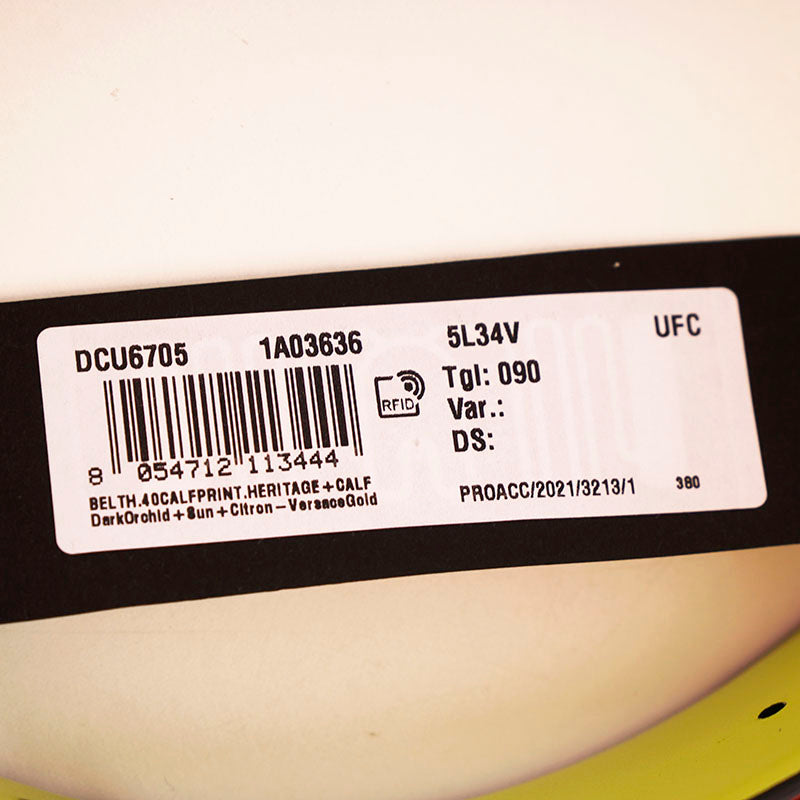 DCU6705 1A03636 5L34V UFC
RFID
Tgl: 090
Var.:
DS:
8 054712 113444
BELTH.40CALFPRINT.HERITAGE+CALF
DarkOrohid+Sun+Citron-VersaceGold
PROACC/2021/3213/1 380